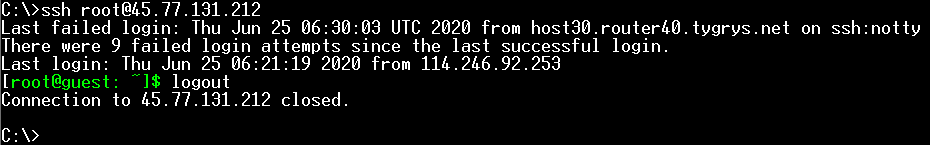 C:\>ssh root@45.77.131.212
Last failed login: Thu Jun 25 06:30:03 UTC 2020 from host30.router40.tygrys.net on ssh:notty
There were 9 failed login attempts since the last successful login.
Last login: Thu Jun 25 06:21:19 2020 from 114.246.92.253
[root@guest: ~]$ logout
Connection to 45.77.131.212 closed.
C:\>